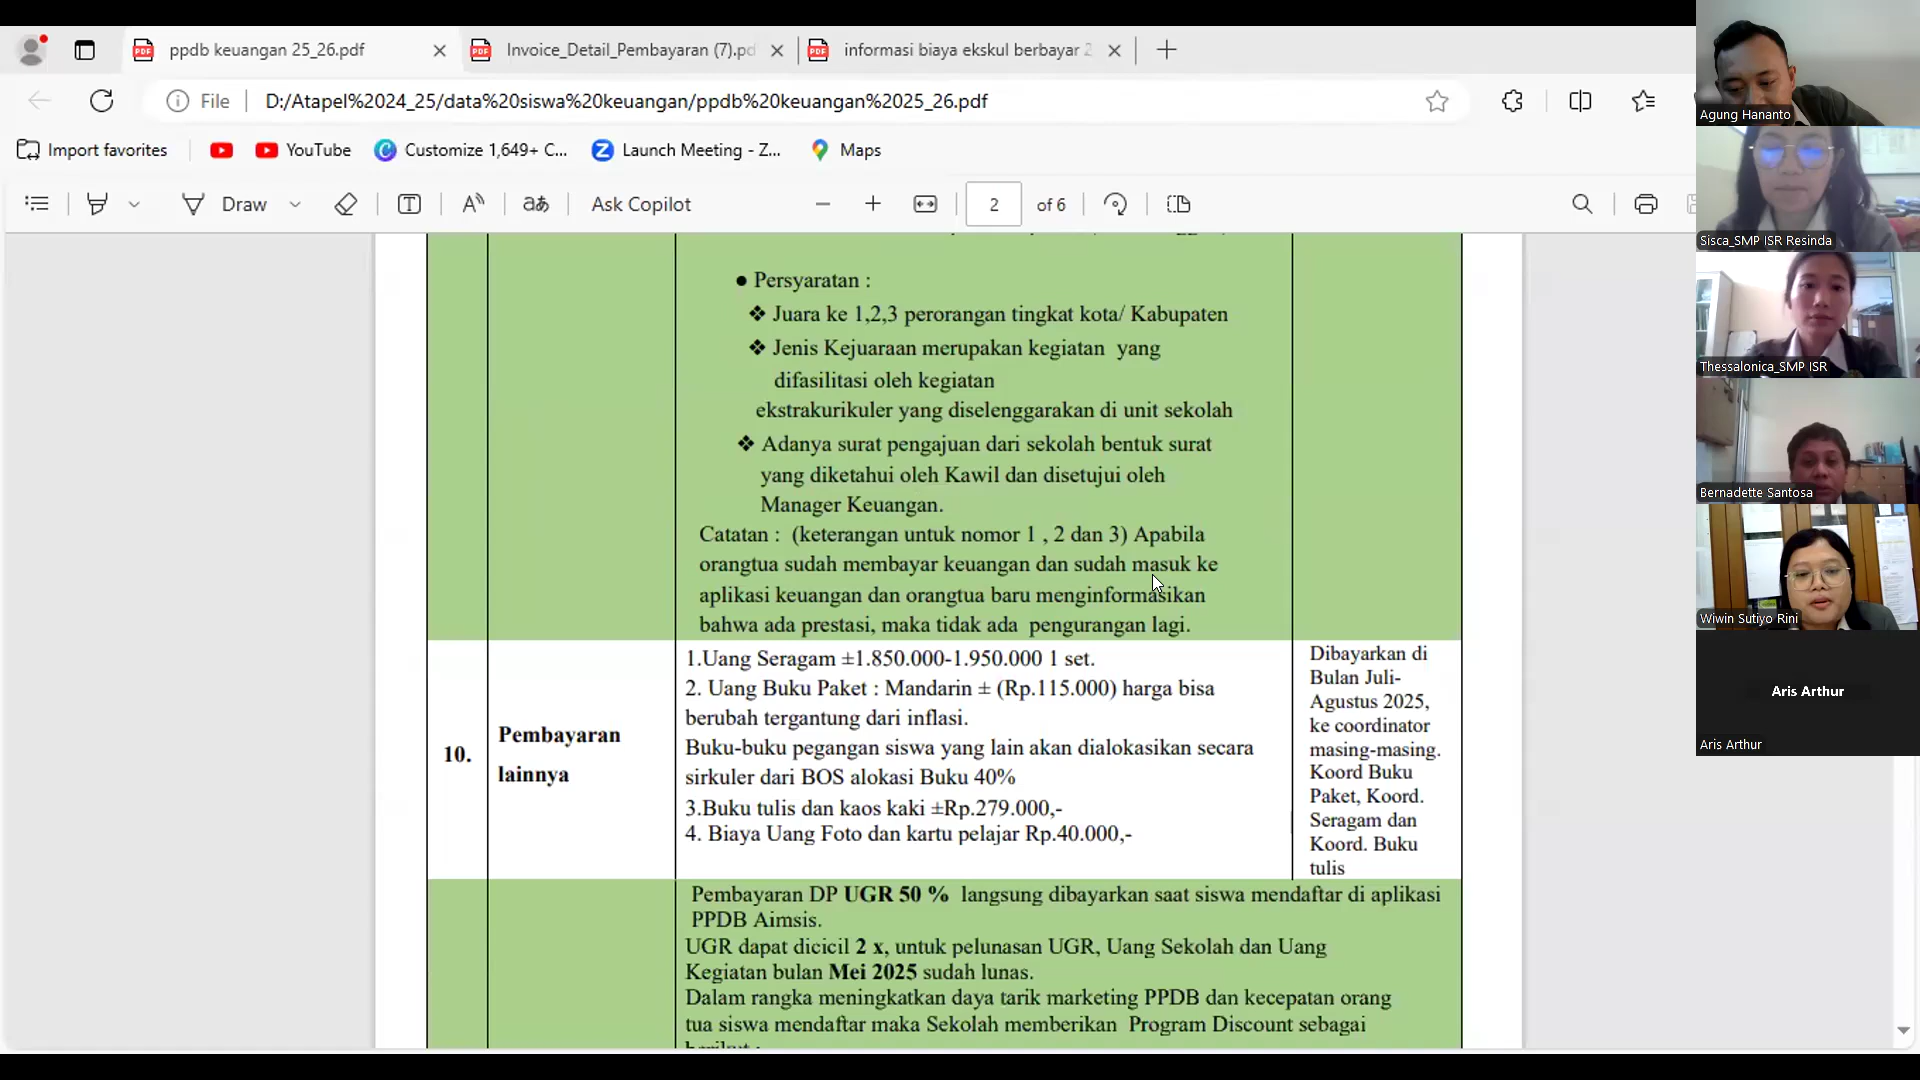 ppdb keuangan 25_26.pdf
Invoice_Detail_Pembayaran (7).pd
informasi biaya ekskul berbayar 2
File
D:/Atapel%2024_25/data%20siswa%20keuangan/ppdb%20keuangan%2025_26.pdf
Import favorites
YouTube
Customize 1,649+ C...
Launch Meeting - Z...
Maps
Draw
Ask Copilot
2 of 6
● Persyaratan :
❖ Juara ke 1,2,3 perorangan tingkat kota/ Kabupaten
❖ Jenis Kejuaraan merupakan kegiatan yang
difasilitasi oleh kegiatan
ekstrakurikuler yang diselenggarakan di unit sekolah
❖ Adanya surat pengajuan dari sekolah bentuk surat
yang diketahui oleh Kawil dan disetujui oleh
Manager Keuangan.
Catatan : (keterangan untuk nomor 1 , 2 dan 3) Apabila
orangtua sudah membayar keuangan dan sudah masuk ke
aplikasi keuangan dan orangtua baru menginformasikan
bahwa ada prestasi, maka tidak ada pengurangan lagi.
10.
Pembayaran
lainnya
1.Uang Seragam ±1.850.000-1.950.000 1 set.
2. Uang Buku Paket : Mandarin ± (Rp.115.000) harga bisa
berubah tergantung dari inflasi.
Buku-buku pegangan siswa yang lain akan dialokasikan secara
sirkuler dari BOS alokasi Buku 40%
3.Buku tulis dan kaos kaki ±Rp.279.000,-
4. Biaya Uang Foto dan kartu pelajar Rp.40.000,-
Dibayarkan di
Bulan Juli-
Agustus 2025,
ke coordinator
masing-masing.
Koord Buku
Paket, Koord.
Seragam dan
Koord. Buku
tulis
Pembayaran DP UGR 50 % langsung dibayarkan saat siswa mendaftar di aplikasi
PPDB Aimsis.
UGR dapat dicicil 2 x, untuk pelunasan UGR, Uang Sekolah dan Uang
Kegiatan bulan Mei 2025 sudah lunas.
Dalam rangka meningkatkan daya tarik marketing PPDB dan kecepatan orang
tua siswa mendaftar maka Sekolah memberikan Program Discount sebagai
Agung Hananto
Sisca_SMP ISR Resinda
Thessalonica_SMP ISR
Bernadette Santosa
Wiwin Sutiyo Rini
Aris Arthur
Aris Arthur